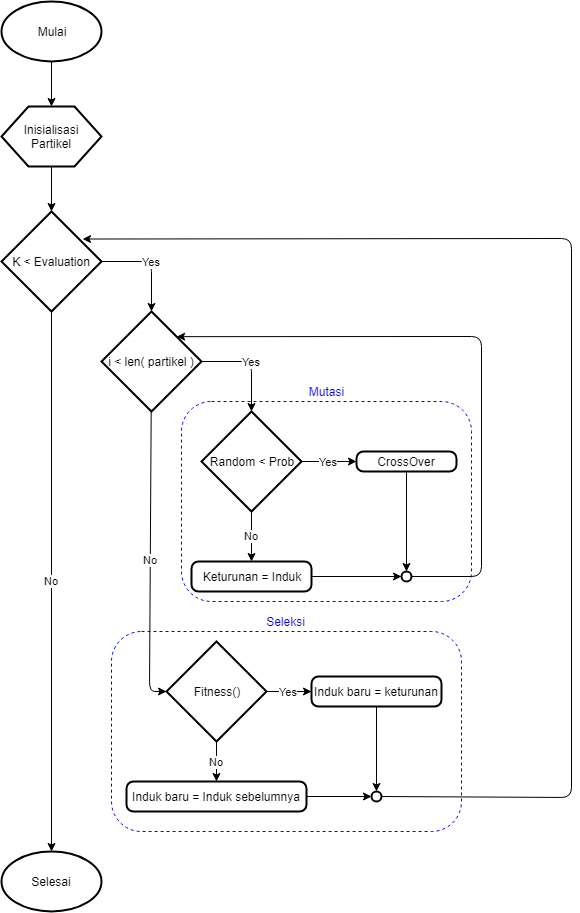 Mulai
Inisialisasi
Partikel
K < Evaluation
Yes
i < len( partikel )
Yes
Mutasi
Random < Prob
Yes
CrossOver
No
Keturunan = Induk
No
No
Seleksi
Fitness()
Yes
Induk baru = keturunan
No
Induk baru = Induk sebelumnya
Selesai